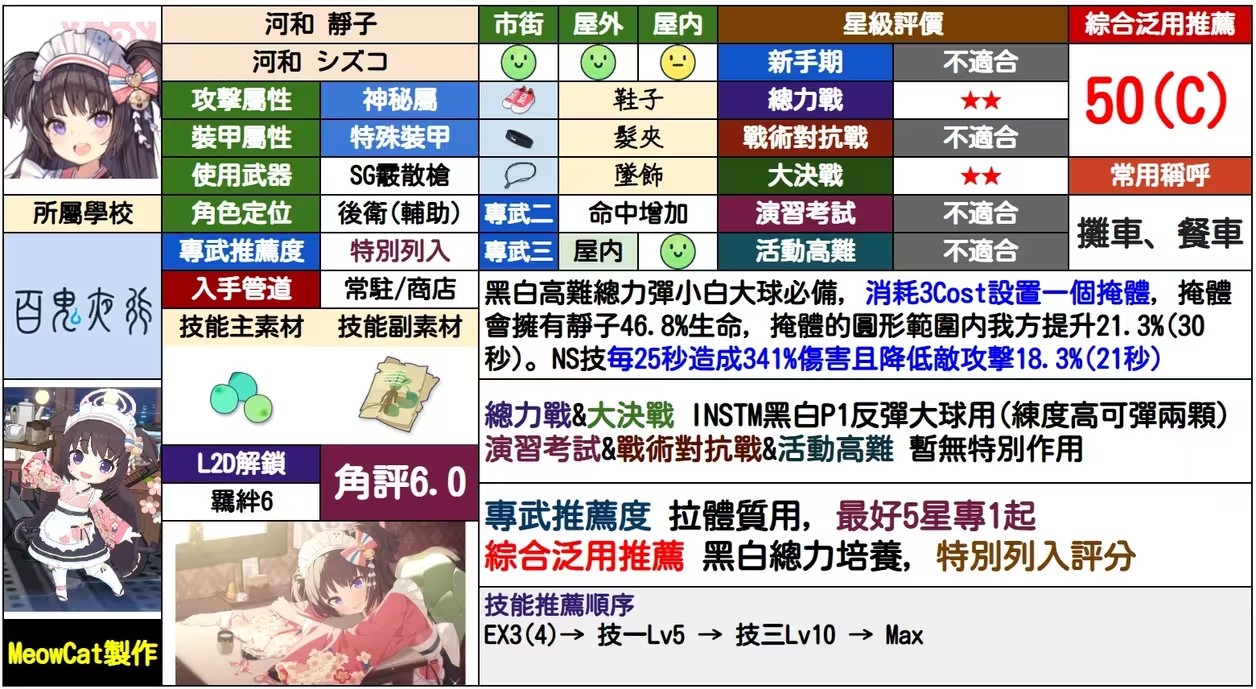 河和 靜子
河和 シズコ
攻擊屬性 神秘屬
裝甲屬性 特殊裝甲
使用武器 SG霰散槍
所屬學校
角色定位 後衛(輔助)
專武推薦度 特別列入
百鬼夜行
入手管道 常駐/商店
技能主素材 技能副素材
L2D解鎖
羈絆6
角評6.0
MeowCat製作
市街 屋外 屋内
鞋子
髮夾
墜飾
專武二 命中增加
專武三 屋内
星級評價
新手期 不適合
總力戰 ★★
戰術對抗戰 不適合
大決戰 ★★
演習考試 不適合
活動高難 不適合
綜合泛用推薦
50(C)
常用稱呼
攤車、餐車
黑白高難總力彈小白大球必備, 消耗3Cost設置一個掩體, 掩體
會擁有靜子46.8%生命, 掩體的圓形範圍内我方提升21.3%(30
秒)。NS技每25秒造成341%傷害且降低敵攻擊18.3%(21秒)
總力戰&大決戰 INSTM黑白P1反彈大球用(練度高可彈兩顆)
演習考試&戰術對抗戰&活動高難 暫無特別作用
專武推薦度 拉體質用, 最好5星專1起
綜合泛用推薦 黑白總力培養, 特別列入評分
技能推薦順序
EX3(4)→ 技一Lv5 → 技三Lv10 → Max